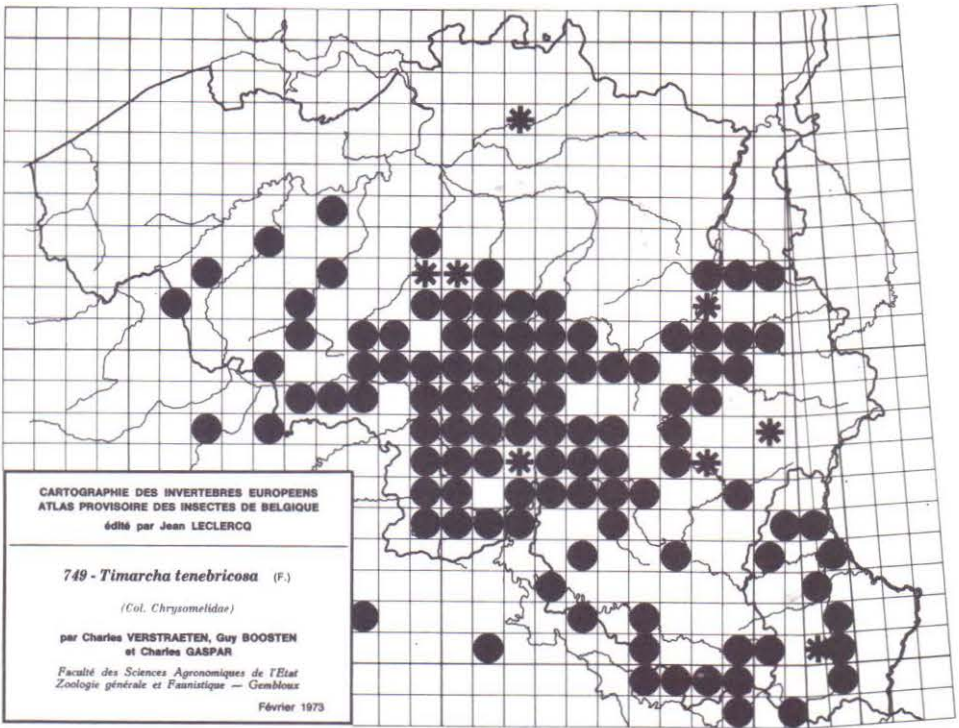 CARTOGRAPHIE DES INVERTEBRES EUROPEENS
ATLAS PROVISOIRE DES INSECTES DE BELGIQUE
édité par Jean LECLERCQ
749 - Timarcha tenebricosa (F.)
(Col. Chrysomelidae)
par Charles VERSTRAETEN, Guy BOOSTEN
et Charles GASPAR
Faculté des Sciences Agronomiques de l'Etat
Zoologie générale et Faunistique — Gembloux
Février 1973